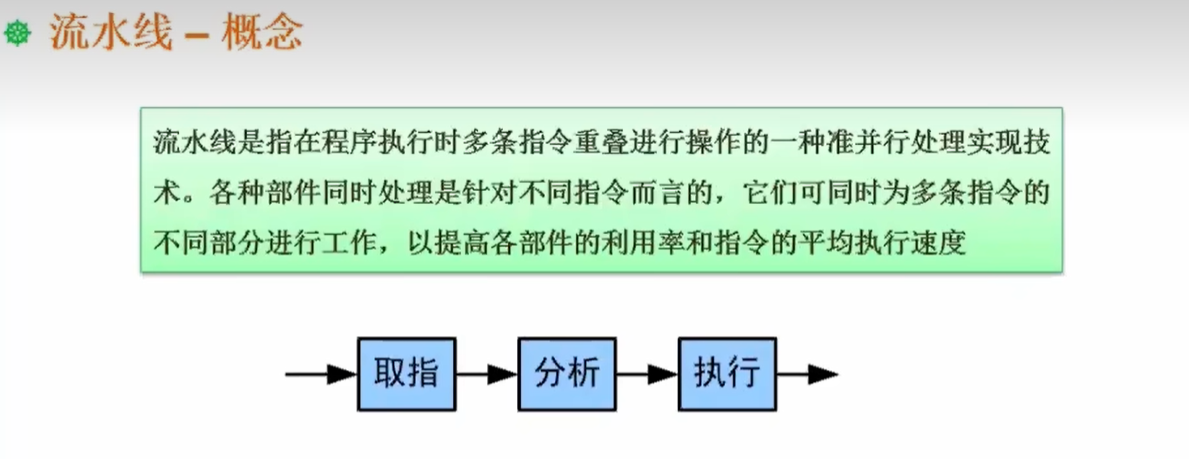 流水线 – 概念
流水线是指在程序执行时多条指令重叠进行操作的一种准并行处理实现技
术。各种部件同时处理是针对不同指令而言的，它们可同时为多条指令的
不同部分进行工作，以提高各部件的利用率和指令的平均执行速度
取指 分析 执行